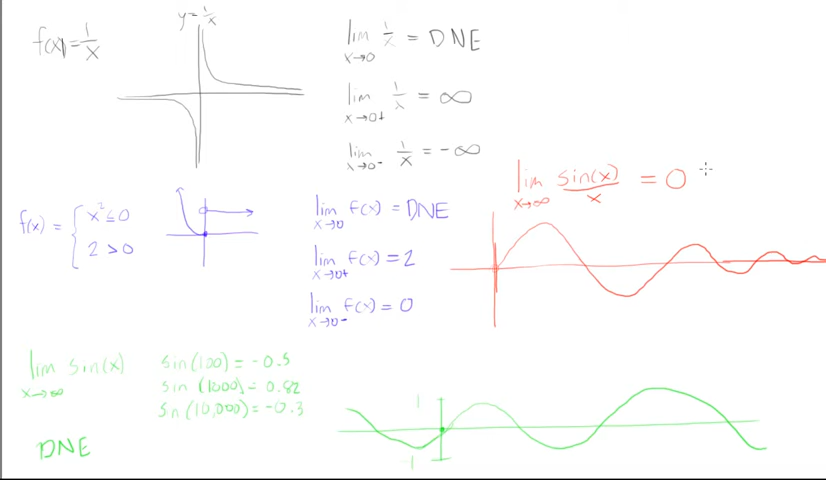 f(x)=1/x
y=1/x
lim x→0 1/x = DNE
lim x→0+ 1/x = ∞
lim x→0- 1/x = -∞
lim x→∞ sin(x)/x = 0
f(x) = { x² ≤0
2 >0
lim x→0 f(x) = DNE
lim x→0+ f(x) = 2
lim x→0- f(x) = 0
lim x→∞ sin(x)
DNE
sin(100) = -0.5
sin(1000) = 0.82
sin(10,000) = -0.3
1
-1